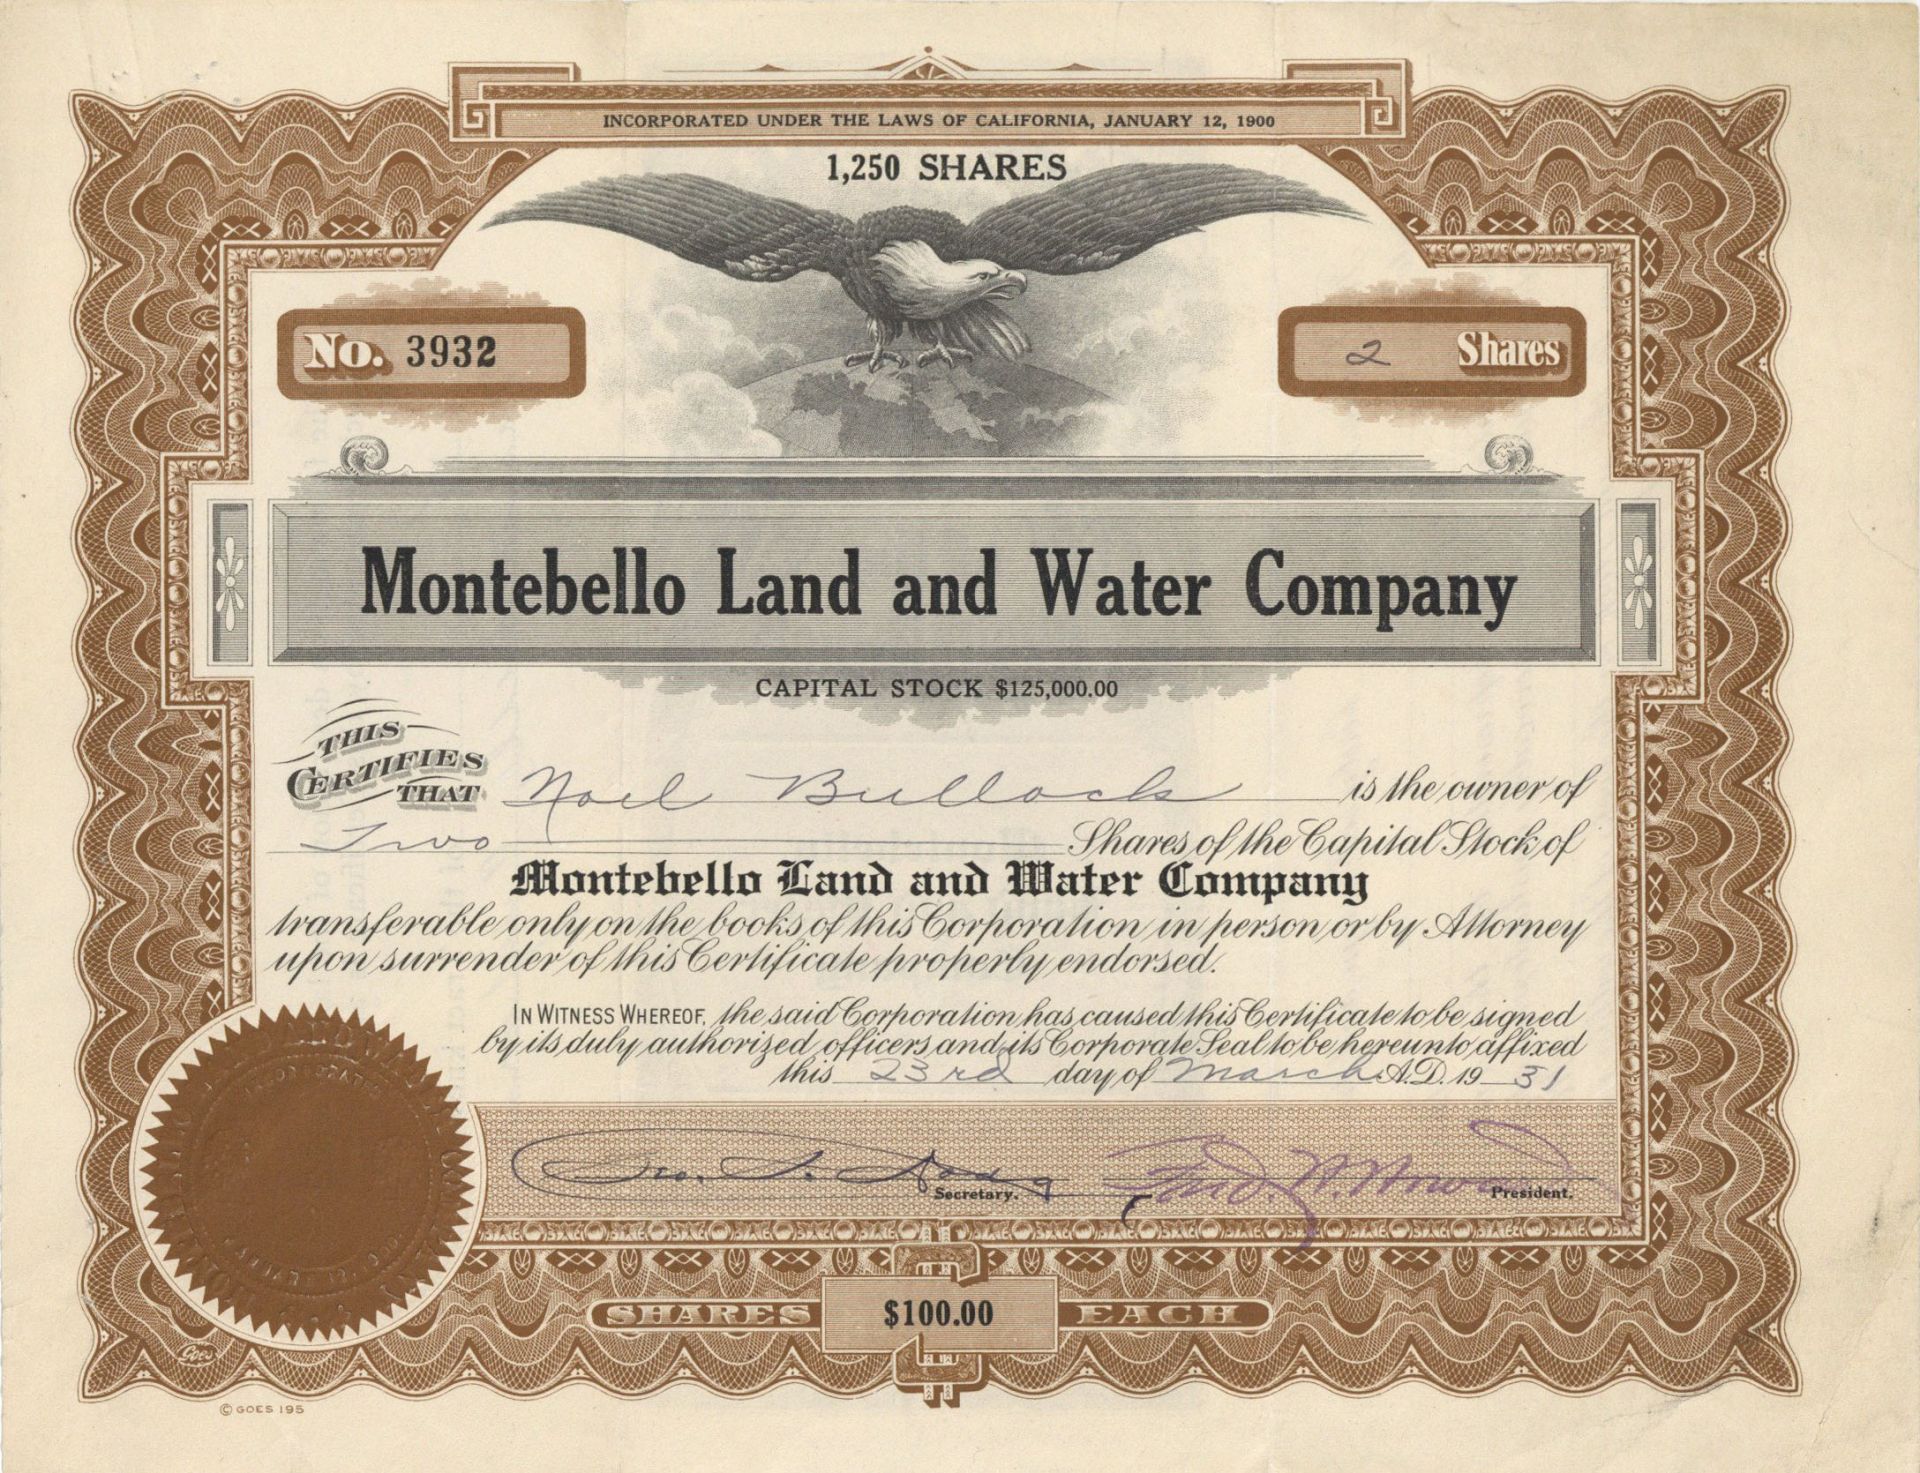 INCORPORATED UNDER THE LAWS OF CALIFORNIA, JANUARY 12, 1900
1,250 SHARES
No. 3932
2 Shares
Montebello Land and Water Company
CAPITAL STOCK $125,000.00
THIS CERTIFIES THAT Noel Bullock is the owner of
Two Shares of the Capital Stock of
Montebello Land and Water Company
transferable only on the books of this Corporation in person or by Attorney
upon surrender of this Certificate properly endorsed.
IN WITNESS WHEREOF, the said Corporation has caused this Certificate to be signed
by its duly authorized officers and its Corporate Seal to be hereunto affixed
this 23rd day of March A.D. 1931
Geo.
Secretary.
President.
SHARES $100.00 EACH
Goes
© GOES 195